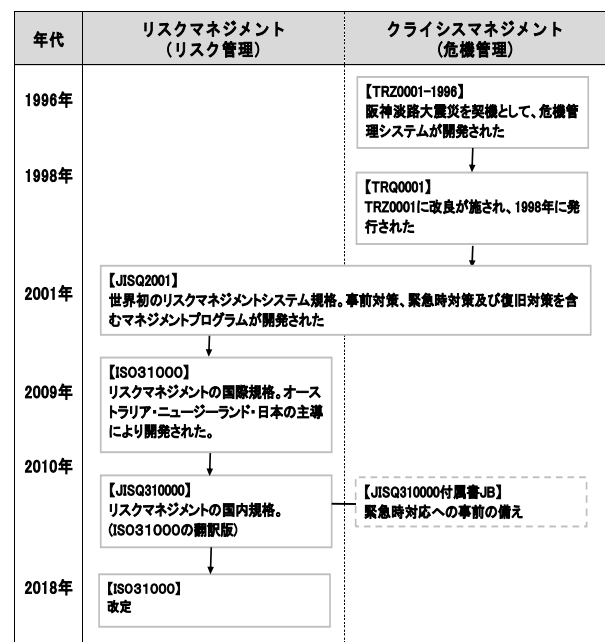 年代
リスクマネジメント
(リスク管理)
クライシスマネジメント
(危機管理)
1996年
【TRZ0001-1996】
阪神淡路大震災を契機として、危機管
理システムが開発された
1998年
【TRQ0001】
TRZ0001に改良が施され、1998年に発
行された
2001年
【JISQ2001】
世界初のリスクマネジメントシステム規格。事前対策、緊急時対策及び復旧対策を含
むマネジメントプログラムが開発された
2009年
【ISO31000】
リスクマネジメントの国際規格。オース
トラリア・ニュージーランド・日本の主導
により開発された。
2010年
【JISQ310000】
リスクマネジメントの国内規格。
(ISO31000の翻訳版)
【JISQ310000付属書JB】
緊急時対応への事前の備え
2018年
【ISO31000】
改定